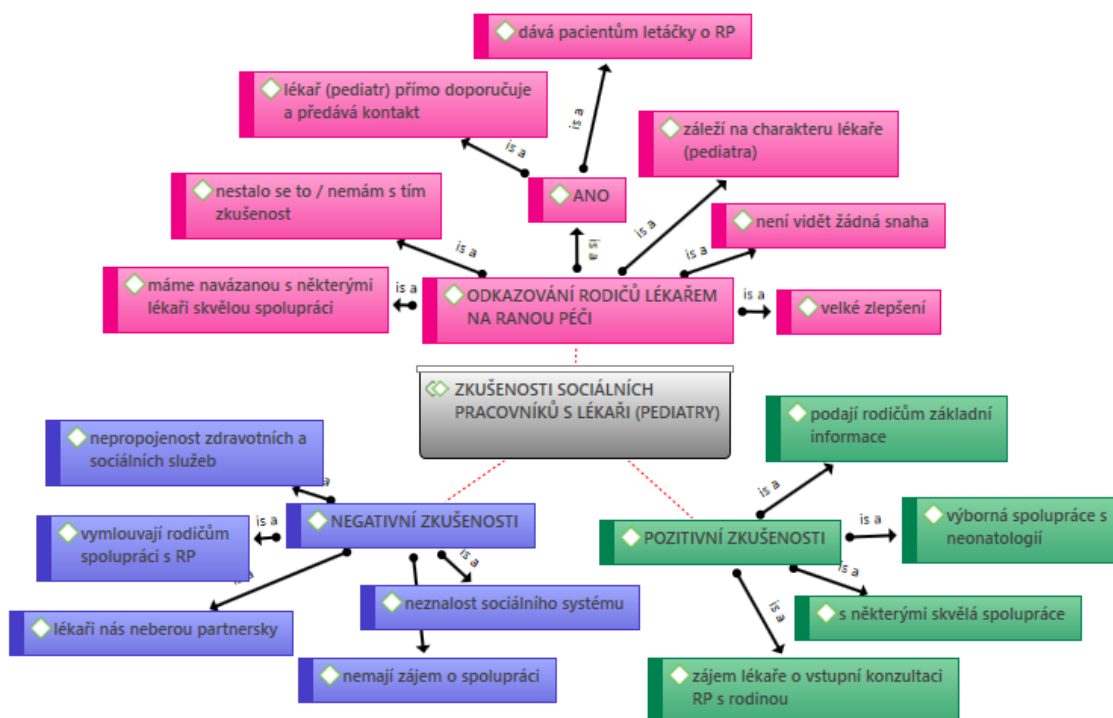 dává pacientům letáčky o RP
is a
lékař (pediatr) přímo doporučuje
a předává kontakt
is a
záleží na charakteru lékaře
(pediatra)
is a
nestalo se to / nemám s tím
zkušenost
ANO
není vidět žádná snaha
is a
is a
is a
máme navázanou s některými
lékaři skvělou spolupráci
is a
ODKAZOVÁNÍ RODIČŮ LÉKAŘEM
NA RANOU PÉČI
is a
velké zlepšení
ZKUŠENOSTI SOCIÁLNÍCH
PRACOVNÍKŮ S LÉKAŘI (PEDIATRY)
nepropojenost zdravotních a
sociálních služeb
is a
podají rodičům základní
informace
is a
vymlouvají rodičům
spolupráci s RP
is a
NEGATIVNÍ ZKUŠENOSTI
POZITIVNÍ ZKUŠENOSTI
is a
výborná spolupráce s
neonatologií
is a
is a
is a
neznalost sociálního systému
is a
s některými skvělá spolupráce
lékaři nás neberou partnersky
nemají zájem o spolupráci
zájem lékaře o vstupní konzultaci
RP s rodinou